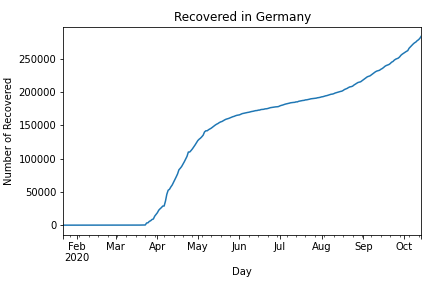 Recovered in Germany
Number of Recovered
250000
200000
150000
100000
50000
0
Feb Mar Apr May Jun Jul Aug Sep Oct
2020
Day